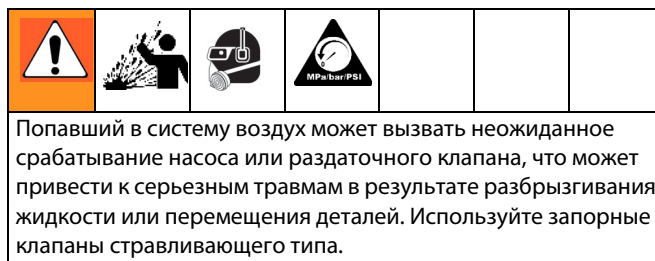 MPa/bar/PSI
Попавший в систему воздух может вызвать неожиданное
срабатывание насоса или раздаточного клапана, что может
привести к серьезным травмам в результате разбрызгивания
жидкости или перемещения деталей. Используйте запорные
клапаны стравливающего типа.